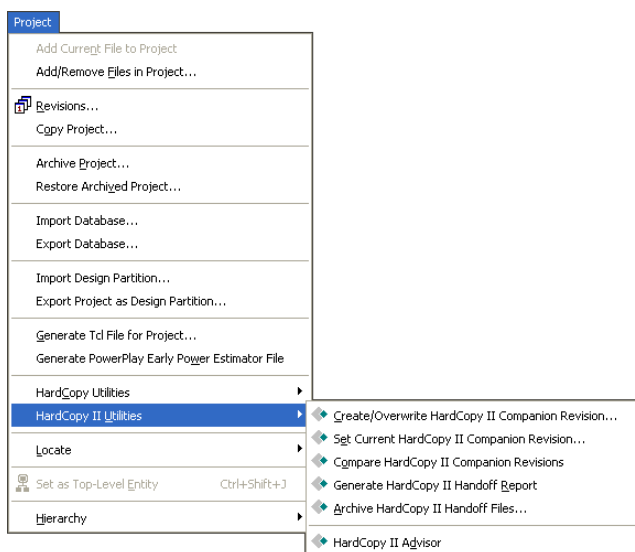 Project
Add Current File to Project
Add/Remove Files in Project...
Revisions...
Copy Project...
Archive Project...
Restore Archived Project...
Import Database...
Export Database...
Import Design Partition...
Export Project as Design Partition...
Generate Tcl File for Project...
Generate PowerPlay Early Power Estimator File
HardCopy Utilities
HardCopy II Utilities
Create/Overwrite HardCopy II Companion Revision...
Set Current HardCopy II Companion Revision...
Compare HardCopy II Companion Revisions
Generate HardCopy II Handoff Report
Archive HardCopy II Handoff Files...
HardCopy II Advisor
Locate
Set as Top-Level Entity Ctrl+Shift+J
Hierarchy